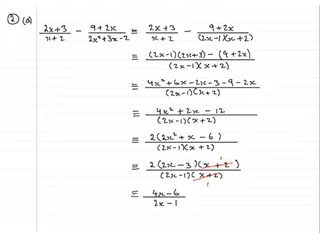 ② (a) (2x+3)/(x+2) - (9+2x)/(2x²+3x-2) ≡ (2x+3)/(x+2) - (9+2x)/((2x-1)(x+2))
≡ ((2x-1)(2x+3) - (9+2x))/((2x-1)(x+2))
≡ (4x²+6x-2x-3-9-2x)/((2x-1)(x+2))
≡ (4x²+2x-12)/((2x-1)(x+2))
≡ (2(2x²+x-6))/((2x-1)(x+2))
≡ (2(2x-3)(x+2))/((2x-1)(x+2))
≡ (4x-6)/(2x-1)